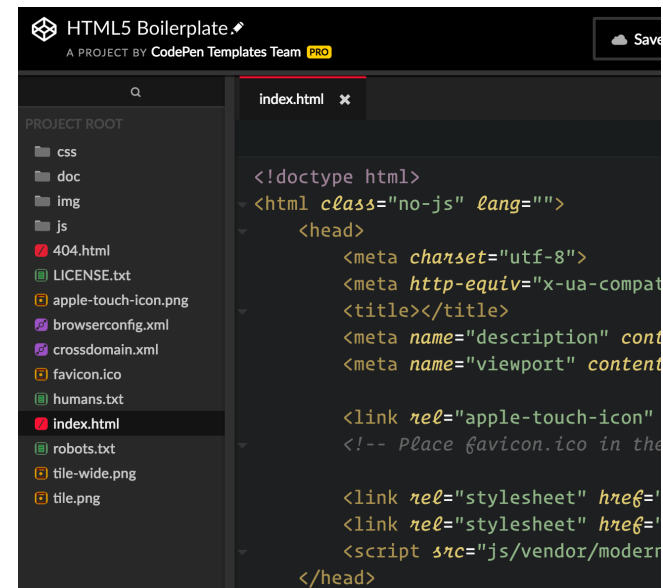 HTML5 Boilerplate
A PROJECT BY CodePen Templates Team PRO
Save
index.html
PROJECT ROOT
css
doc
img
js
404.html
LICENSE.txt
apple-touch-icon.png
browserconfig.xml
crossdomain.xml
favicon.ico
humans.txt
index.html
robots.txt
tile-wide.png
tile.png
<!doctype html>
<html class="no-js" lang="">
<head>
<meta charset="utf-8">
<meta http-equiv="x-ua-compat
<title></title>
<meta name="description" cont
<meta name="viewport" content
<link rel="apple-touch-icon"
<!-- Place favicon.ico in the
<link rel="stylesheet" href="
<link rel="stylesheet" href="
<script src="js/vendor/modern
</head>